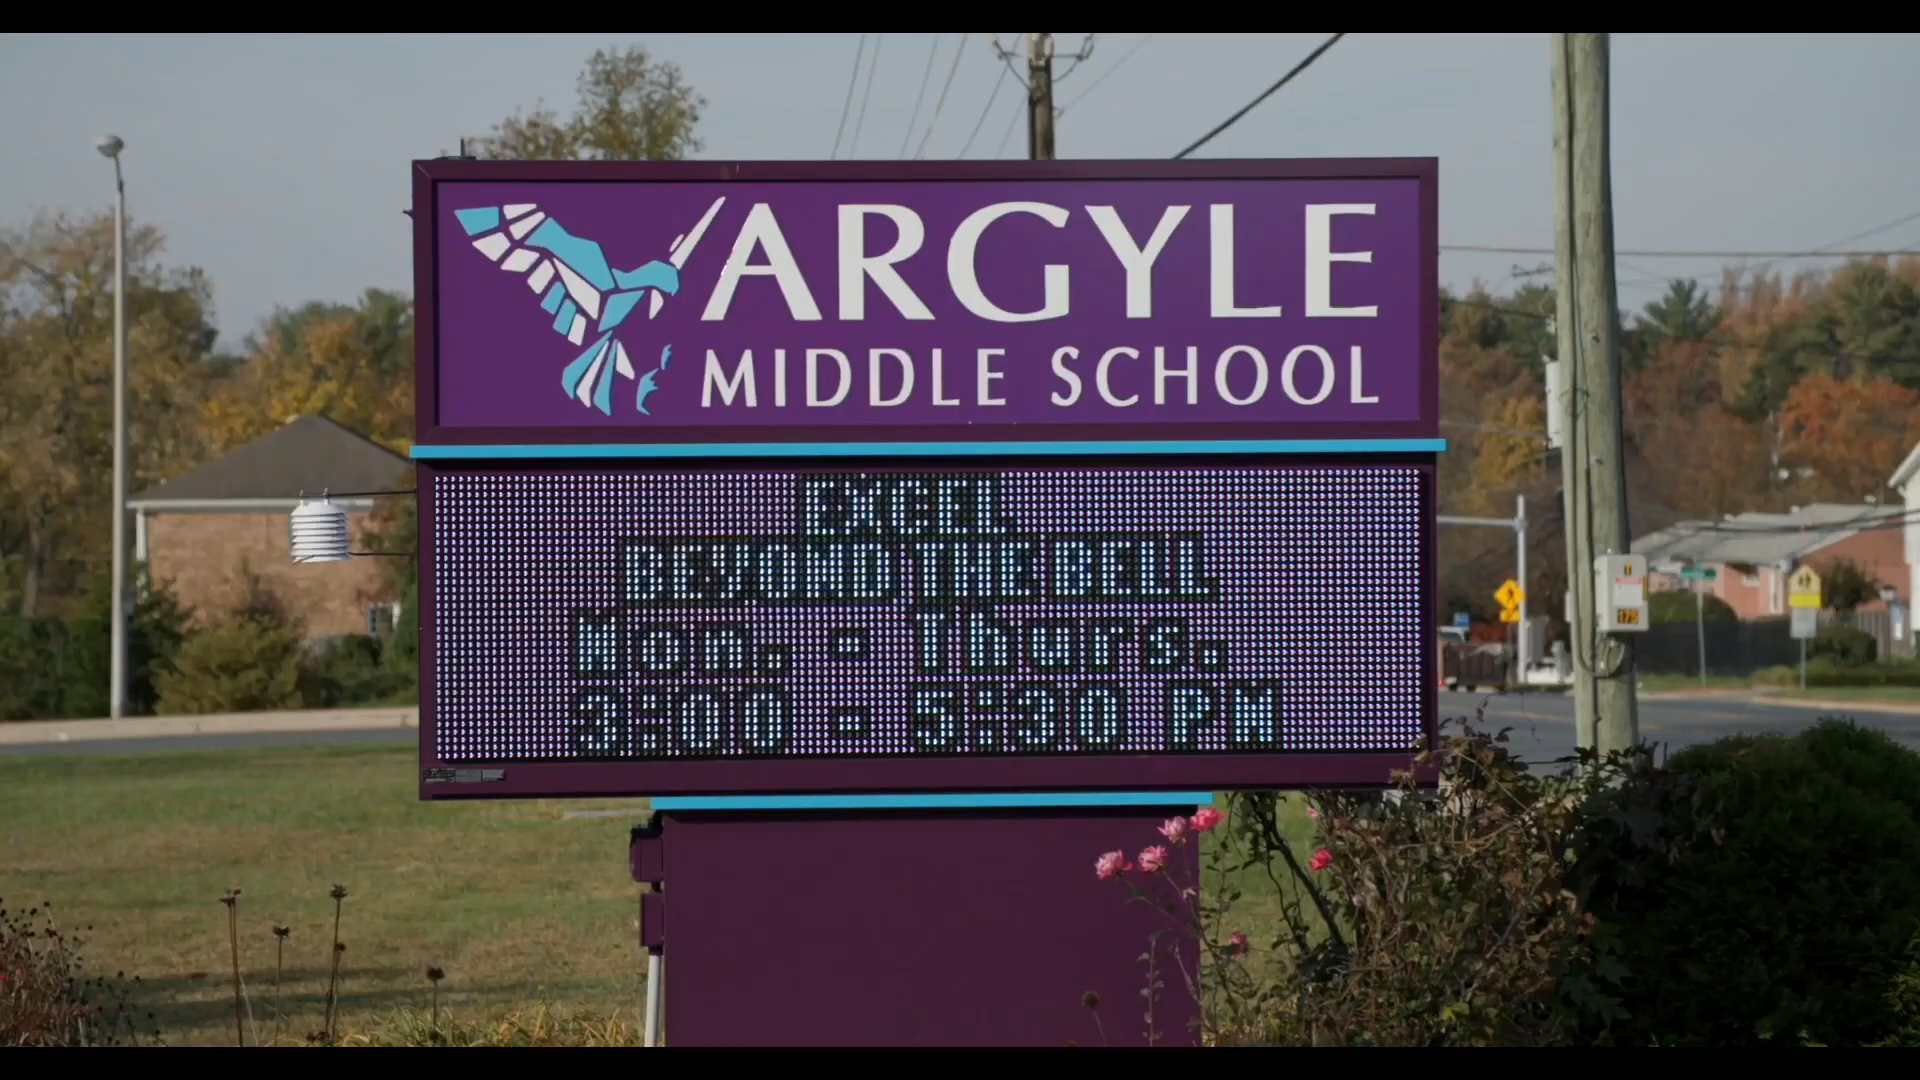 ARGYLE
MIDDLE SCHOOL
EXCEL
BEYOND THE BELL
Mon. - Thurs.
3:00 - 5:30 PM